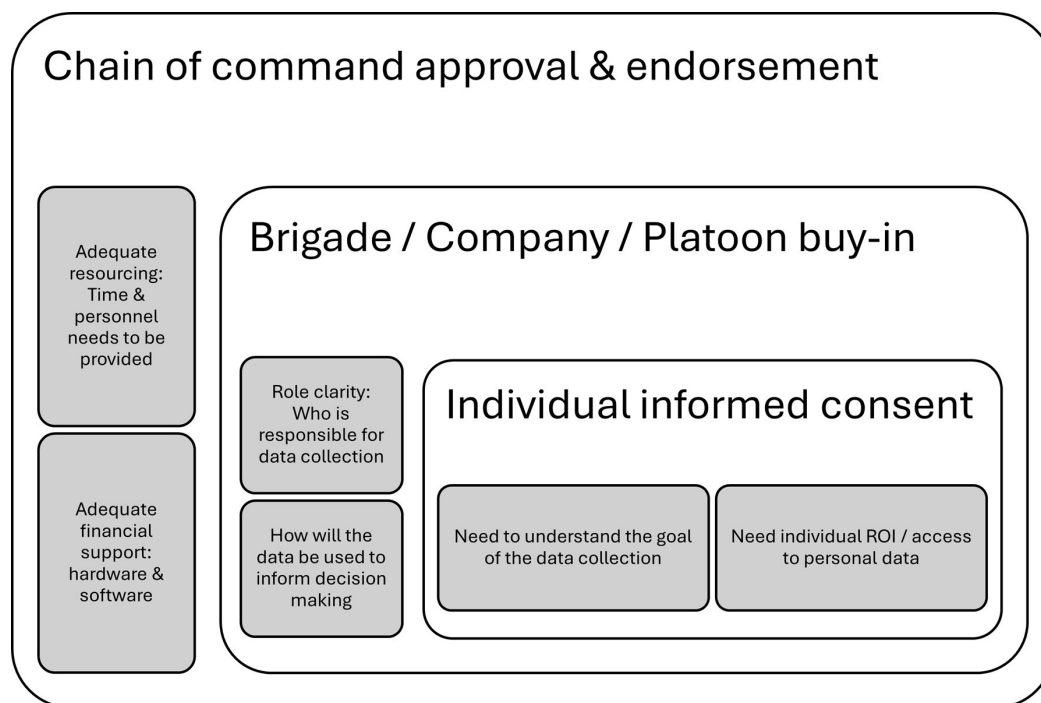 Chain of command approval & endorsement
Adequate
resourcing:
Time &
personnel
needs to be
provided
Adequate
financial
support:
hardware &
software
Brigade / Company / Platoon buy-in
Role clarity:
Who is
responsible for
data collection
How will the
data be used to
inform decision
making
Individual informed consent
Need to understand the goal
of the data collection
Need individual ROI / access
to personal data